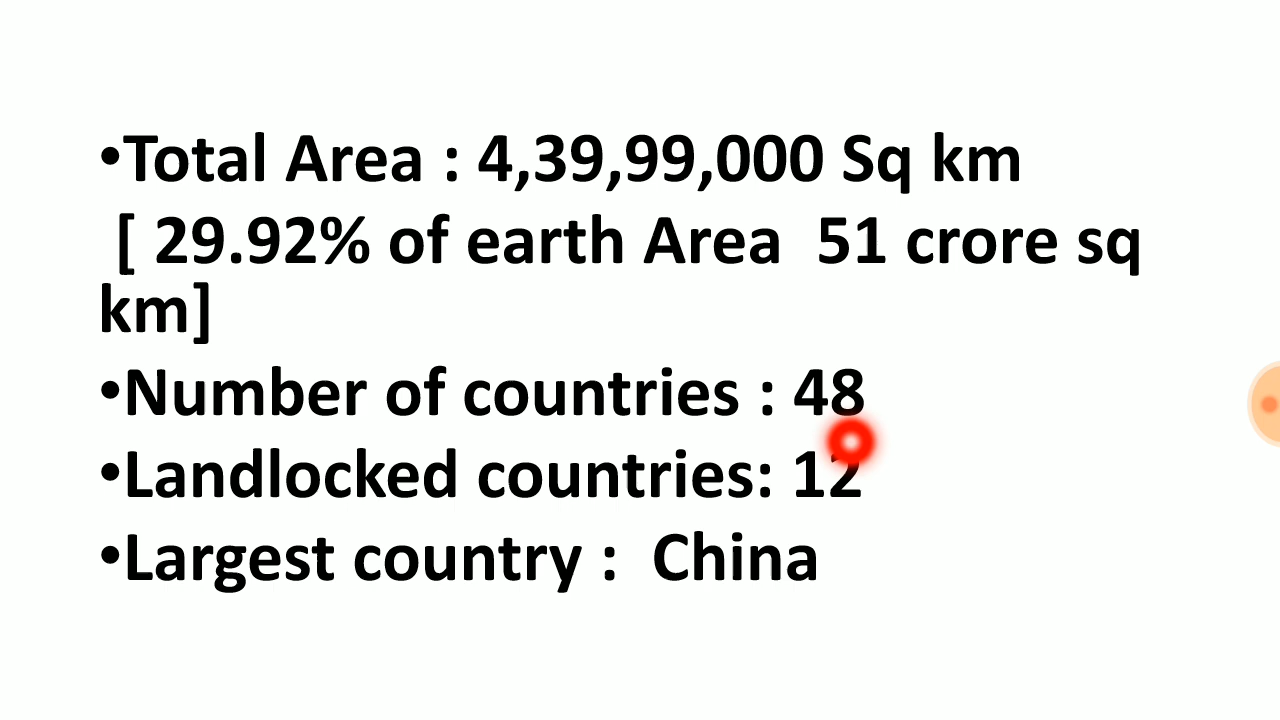 •Total Area : 4,39,99,000 Sq km
[ 29.92% of earth Area  51 crore sq
km]
•Number of countries : 48
•Landlocked countries: 12
•Largest country :  China